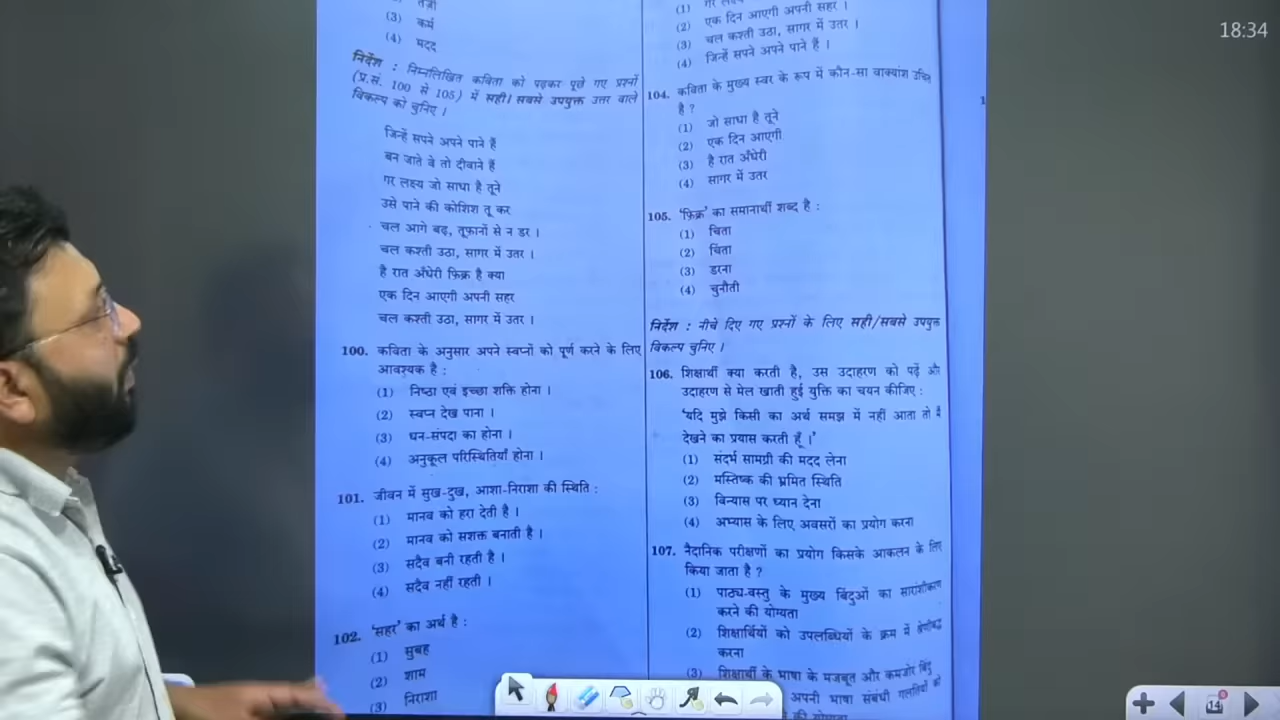 (3) कर्म
(4) मदद
निर्देश : निम्नलिखित कविता को पढ़कर पूछे गए प्रश्नों
(प्र.सं. 100 से 105) में सही/सबसे उपयुक्त उत्तर वाले
विकल्प को चुनिए ।
जिन्हें सपने अपने पाने हैं
बन जाते वे तो दीवाने हैं
गर लक्ष्य जो साधा है तूने
उसे पाने की कोशिश तू कर
चल आगे बढ़, तूफानों से न डर ।
चल कश्ती उठा, सागर में उतर ।
है रात अँधेरी फ़िक्र है क्या
एक दिन आएगी अपनी सहर
चल कश्ती उठा, सागर में उतर ।
100. कविता के अनुसार अपने स्वप्नों को पूर्ण करने के लिए
आवश्यक है :
(1) निष्ठा एवं इच्छा शक्ति होना ।
(2) स्वप्न देख पाना ।
(3) धन-संपदा का होना ।
(4) अनुकूल परिस्थितियाँ होना ।
101. जीवन में सुख-दुख, आशा-निराशा की स्थिति :
(1) मानव को हरा देती है ।
(2) मानव को सशक्त बनाती है ।
(3) सदैव बनी रहती है ।
(4) सदैव नहीं रहती ।
102. 'सहर' का अर्थ है :
(1) सुबह
(2) शाम
(3) निराशा
(1) गर
(2) एक दिन आएगी अपनी सहर ।
(3) चल कश्ती उठा, सागर में उतर ।
(4) जिन्हें सपने अपने पाने हैं ।
104. कविता के मुख्य स्वर के रूप में कौन-सा वाक्यांश उचित
है ?
(1) जो साधा है तूने
(2) एक दिन आएगी
(3) है रात अँधेरी
(4) सागर में उतर
105. 'फ़िक्र' का समानार्थी शब्द है :
(1) चिता
(2) चिंता
(3) डरना
(4) चुनौती
निर्देश : नीचे दिए गए प्रश्नों के लिए सही/सबसे उपयुक्त
विकल्प चुनिए ।
106. शिक्षार्थी क्या करती है, उस उदाहरण को पढ़ें और
उदाहरण से मेल खाती हुई युक्ति का चयन कीजिए :
'यदि मुझे किसी का अर्थ समझ में नहीं आता तो मैं
देखने का प्रयास करती हूँ ।'
(1) संदर्भ सामग्री की मदद लेना
(2) मस्तिष्क की भ्रमित स्थिति
(3) विन्यास पर ध्यान देना
(4) अभ्यास के लिए अवसरों का प्रयोग करना
107. नैदानिक परीक्षणों का प्रयोग किसके आकलन के लिए
किया जाता है ?
(1) पाठ्य-वस्तु के मुख्य बिंदुओं का सारांशीकरण
करने की योग्यता
(2) शिक्षार्थियों को उपलब्धियों के क्रम में श्रेणीबद्ध
करना
(3) शिक्षार्थी के भाषा के मजबूत और कमजोर बिंदु
अपनी भाषा संबंधी गलतियों को
की योग्यता
1
18:34
14